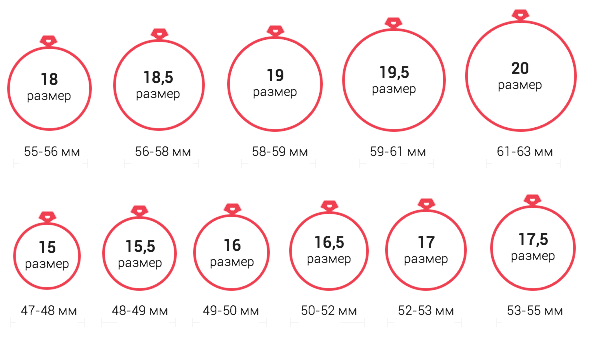 18
размер
55-56 мм
18,5
размер
56-58 мм
19
размер
58-59 мм
19,5
размер
59-61 мм
20
размер
61-63 мм
15
размер
47-48 мм
15,5
размер
48-49 мм
16
размер
49-50 мм
16,5
размер
50-52 мм
17
размер
52-53 мм
17,5
размер
53-55 мм